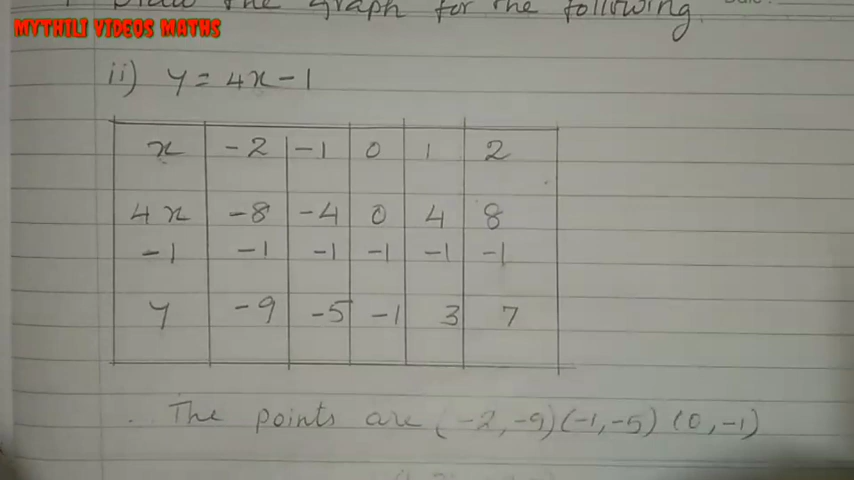 Draw the Graph for the following.
MYTHILI VIDEOS MATHS
ii) y = 4x - 1
x -2 -1 0 1 2
4x -8 -4 0 4 8
-1 -1 -1 -1 -1 -1
y -9 -5 -1 3 7
The points are (-2, -9) (-1, -5) (0, -1)